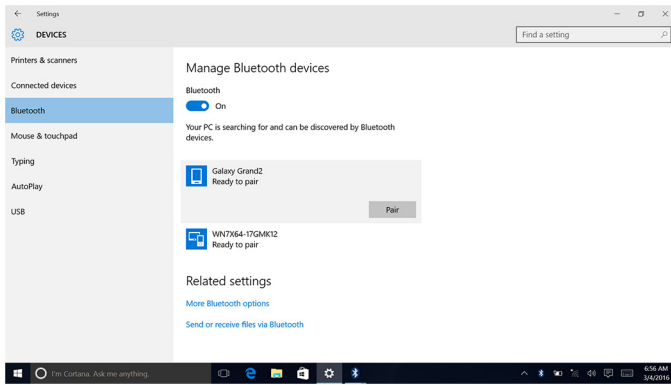 Settings
DEVICES
Find a setting
Printers & scanners
Connected devices
Bluetooth
Mouse & touchpad
Typing
AutoPlay
USB
Manage Bluetooth devices
Bluetooth
On
Your PC is searching for and can be discovered by Bluetooth
devices.
Galaxy Grand2
Ready to pair
Pair
WN7X64-17GMK12
Ready to pair
Related settings
More Bluetooth options
Send or receive files via Bluetooth
I'm Cortana. Ask me anything.
6:56 AM
3/4/2016